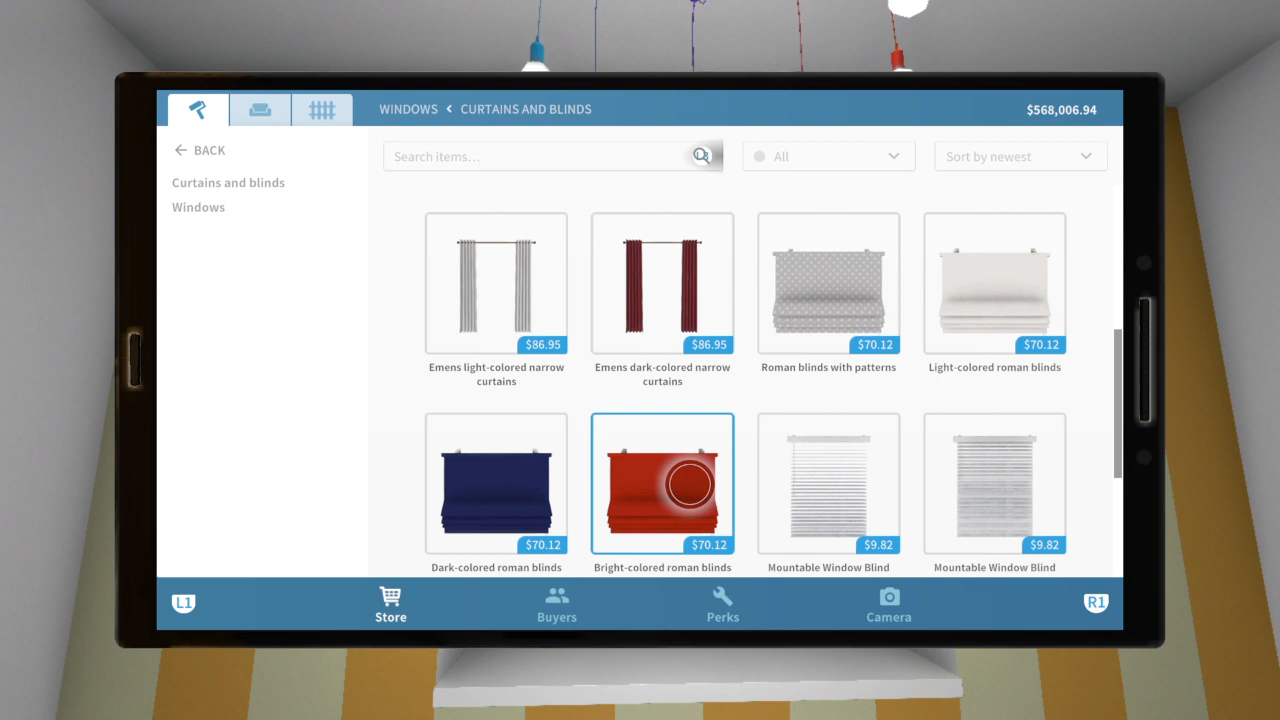 WINDOWS < CURTAINS AND BLINDS
$568,006.94
BACK
Curtains and blinds
Windows
Search items...
All
Sort by newest
$86.95
$86.95
$70.12
$70.12
Emens light-colored narrow
curtains
Emens dark-colored narrow
curtains
Roman blinds with patterns
Light-colored roman blinds
$70.12
$70.12
$9.82
$9.82
Dark-colored roman blinds
Bright-colored roman blinds
Mountable Window Blind
Mountable Window Blind
L1
Store
Buyers
Perks
Camera
R1